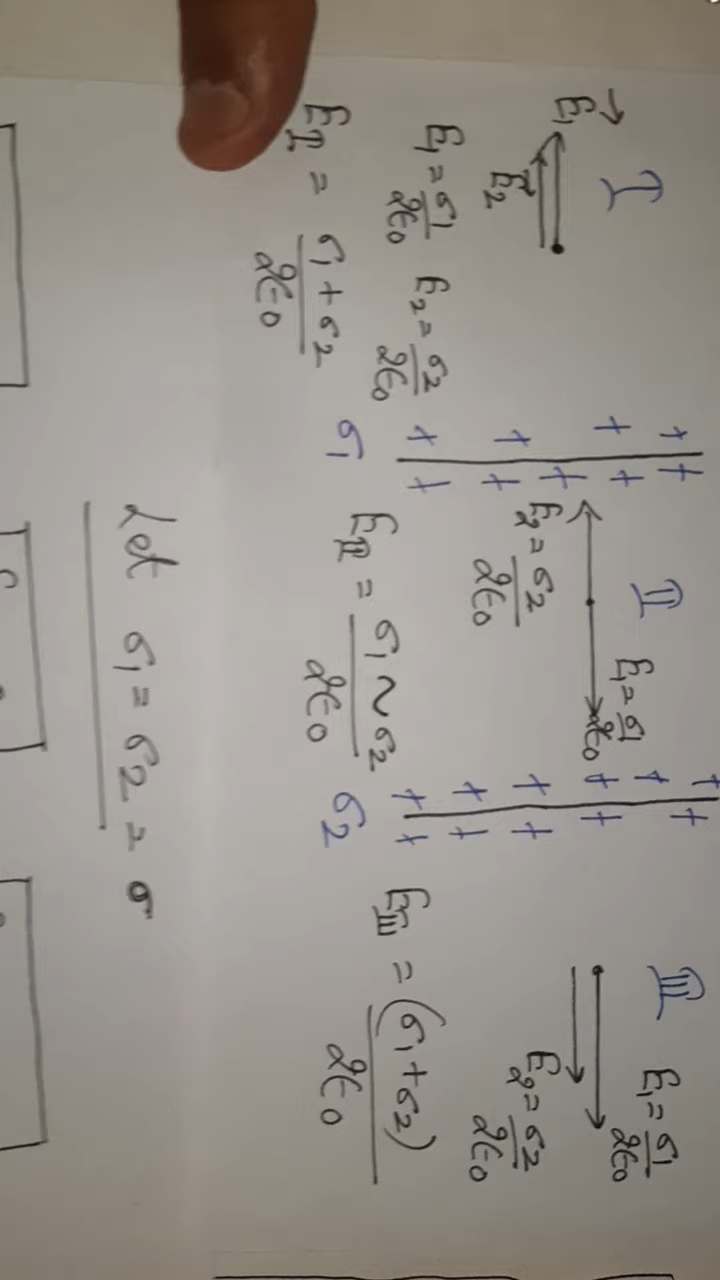 I
II
III
E₁⃗
E₂⃗
E₁ = σ₁/2ε₀
E₂ = σ₂/2ε₀
E_I = σ₁ + σ₂/2ε₀
+ + + +
+ + + + +
σ₁
E₂ = σ₂/2ε₀
E₁ = σ₁/2ε₀
E_II = σ₁ ~ σ₂/2ε₀
+ + + + + +
+ + + + +
σ₂
E₁ = σ₁/2ε₀
E₂ = σ₂/2ε₀
E_III = (σ₁ + σ₂)/2ε₀
Let σ₁ = σ₂ = σ